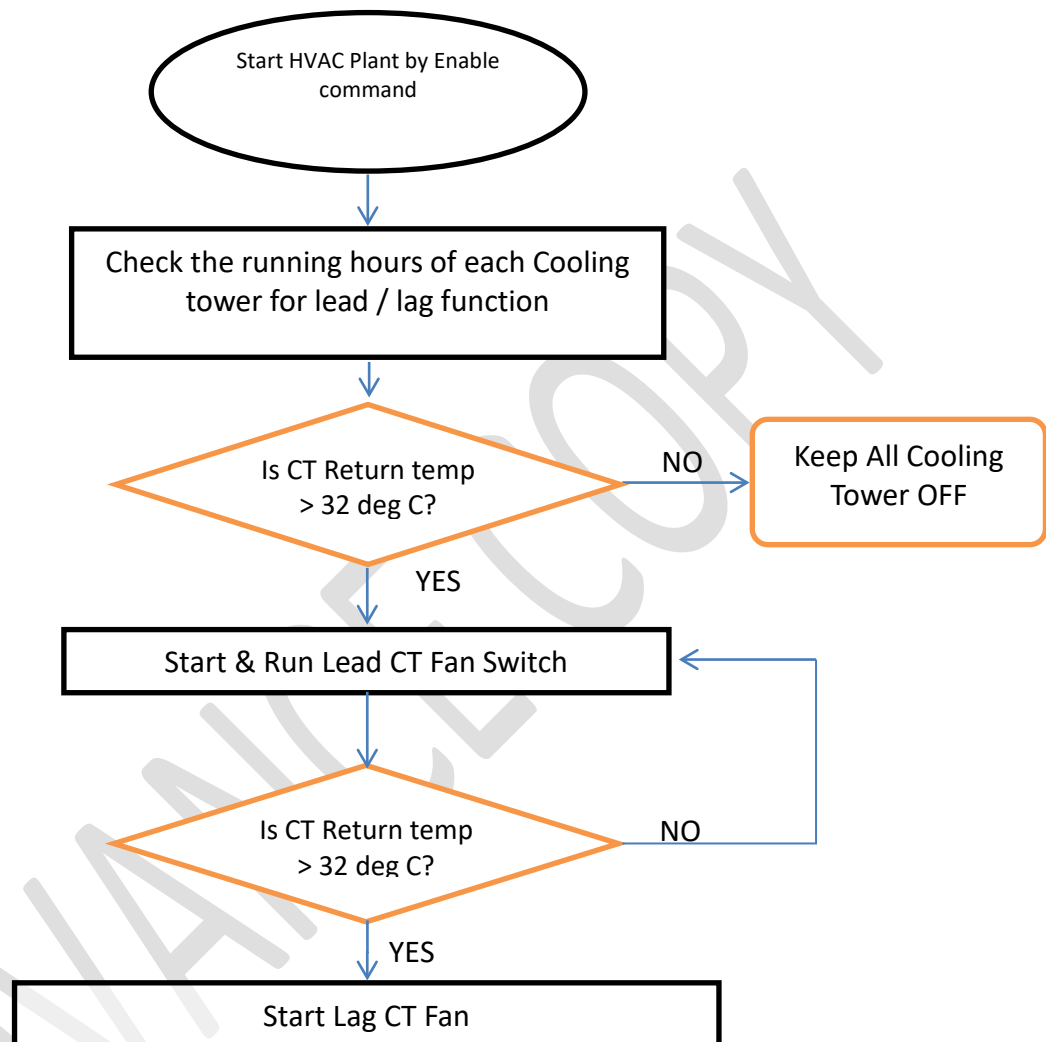 Start HVAC Plant by Enable
command
Check the running hours of each Cooling
tower for lead / lag function
Is CT Return temp
> 32 deg C?
NO
Keep All Cooling
Tower OFF
YES
Start & Run Lead CT Fan Switch
Is CT Return temp
> 32 deg C?
NO
YES
Start Lag CT Fan
VANCE COPY